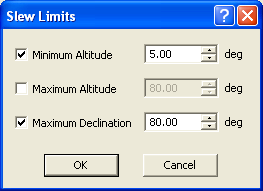 Slew Limits
Minimum Altitude 5.00 deg
Maximum Altitude 80.00 deg
Maximum Declination 80.00 deg
OK Cancel